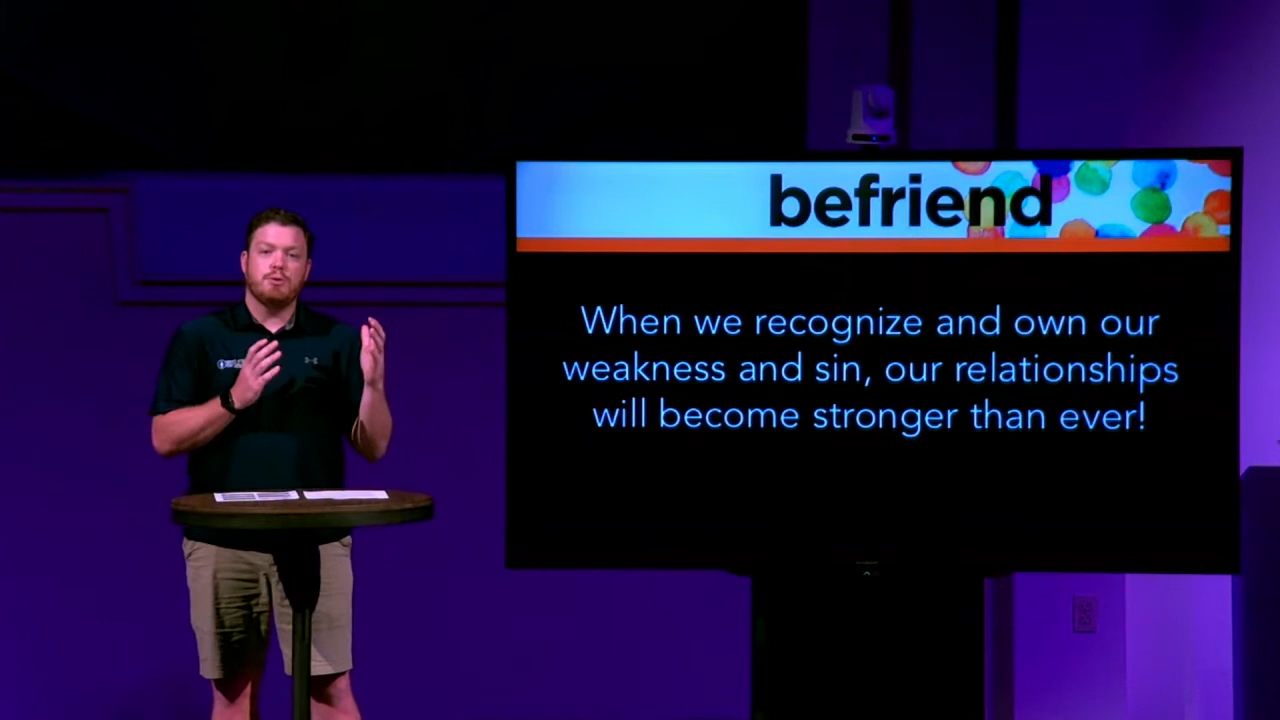 befriend
When we recognize and own our
weakness and sin, our relationships
will become stronger than ever!